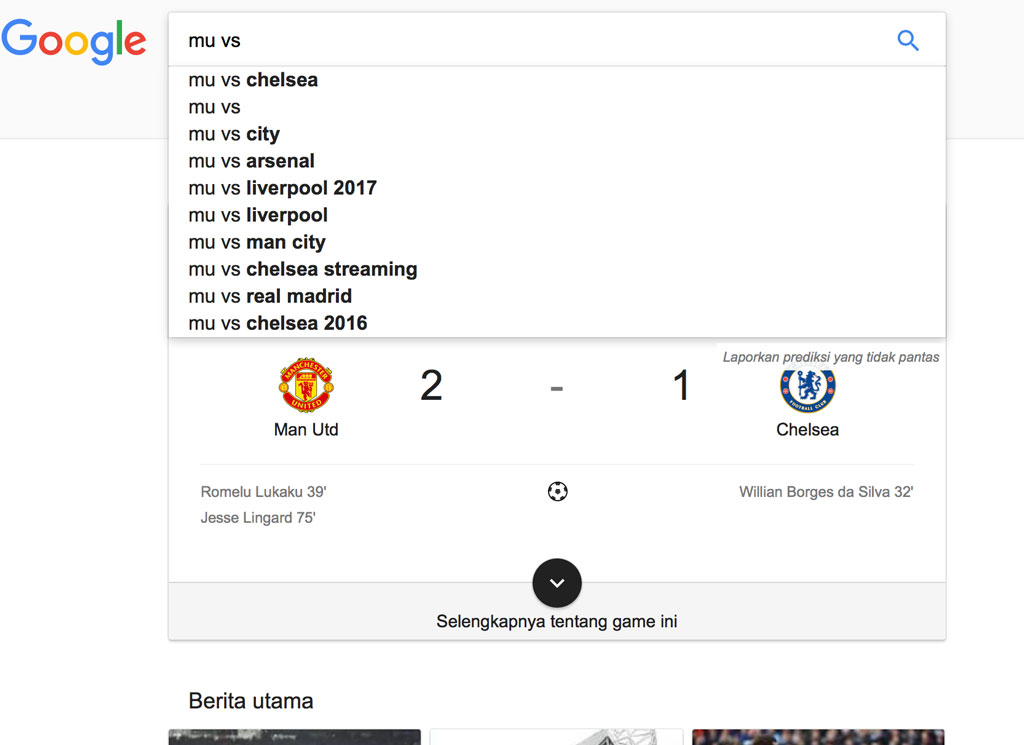 Google
mu vs
mu vs chelsea
mu vs
mu vs city
mu vs arsenal
mu vs liverpool 2017
mu vs liverpool
mu vs man city
mu vs chelsea streaming
mu vs real madrid
mu vs chelsea 2016
Laporkan prediksi yang tidak pantas
MANCHESTER
UNITED
2 - 1
FOOTBALL CLUB
Man Utd Chelsea
Romelu Lukaku 39' Willian Borges da Silva 32'
Jesse Lingard 75'
Selengkapnya tentang game ini
Berita utama